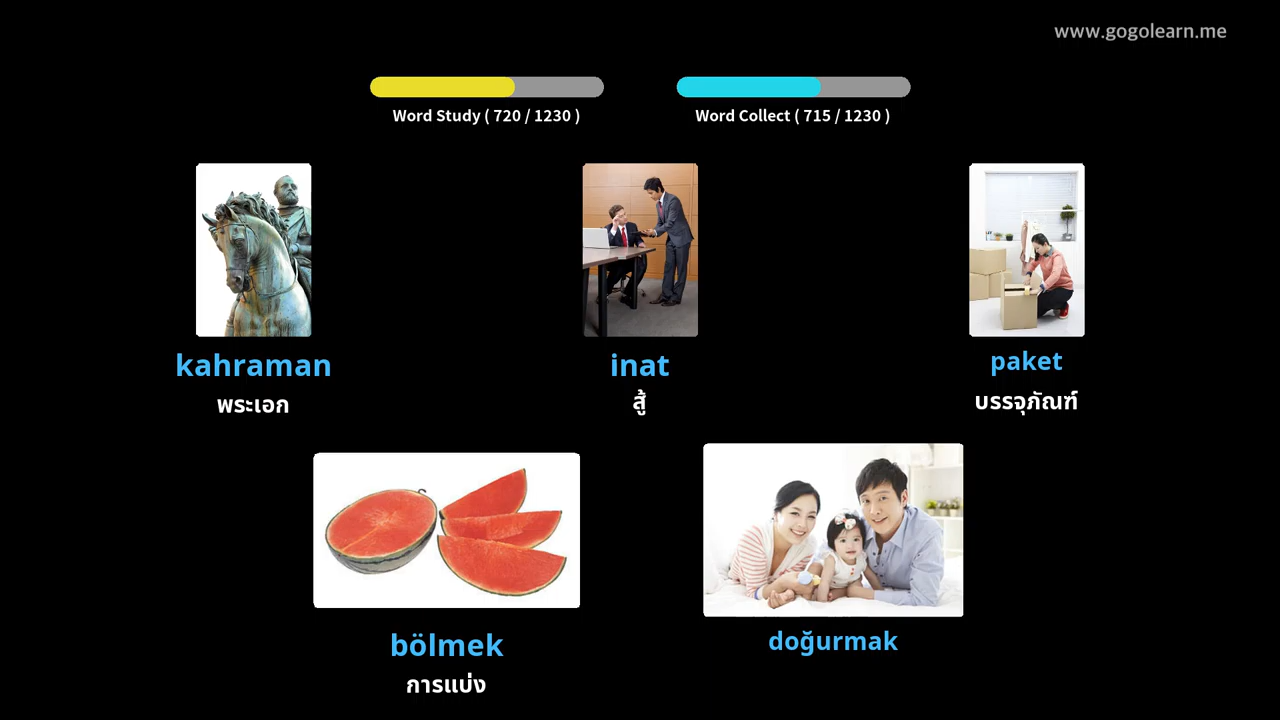 www.gogolearn.me
Word Study ( 720 / 1230 )
Word Collect ( 715 / 1230 )
kahraman
พระเอก
inat
สู้
paket
บรรจุภัณฑ์
bölmek
การแบ่ง
doğurmak